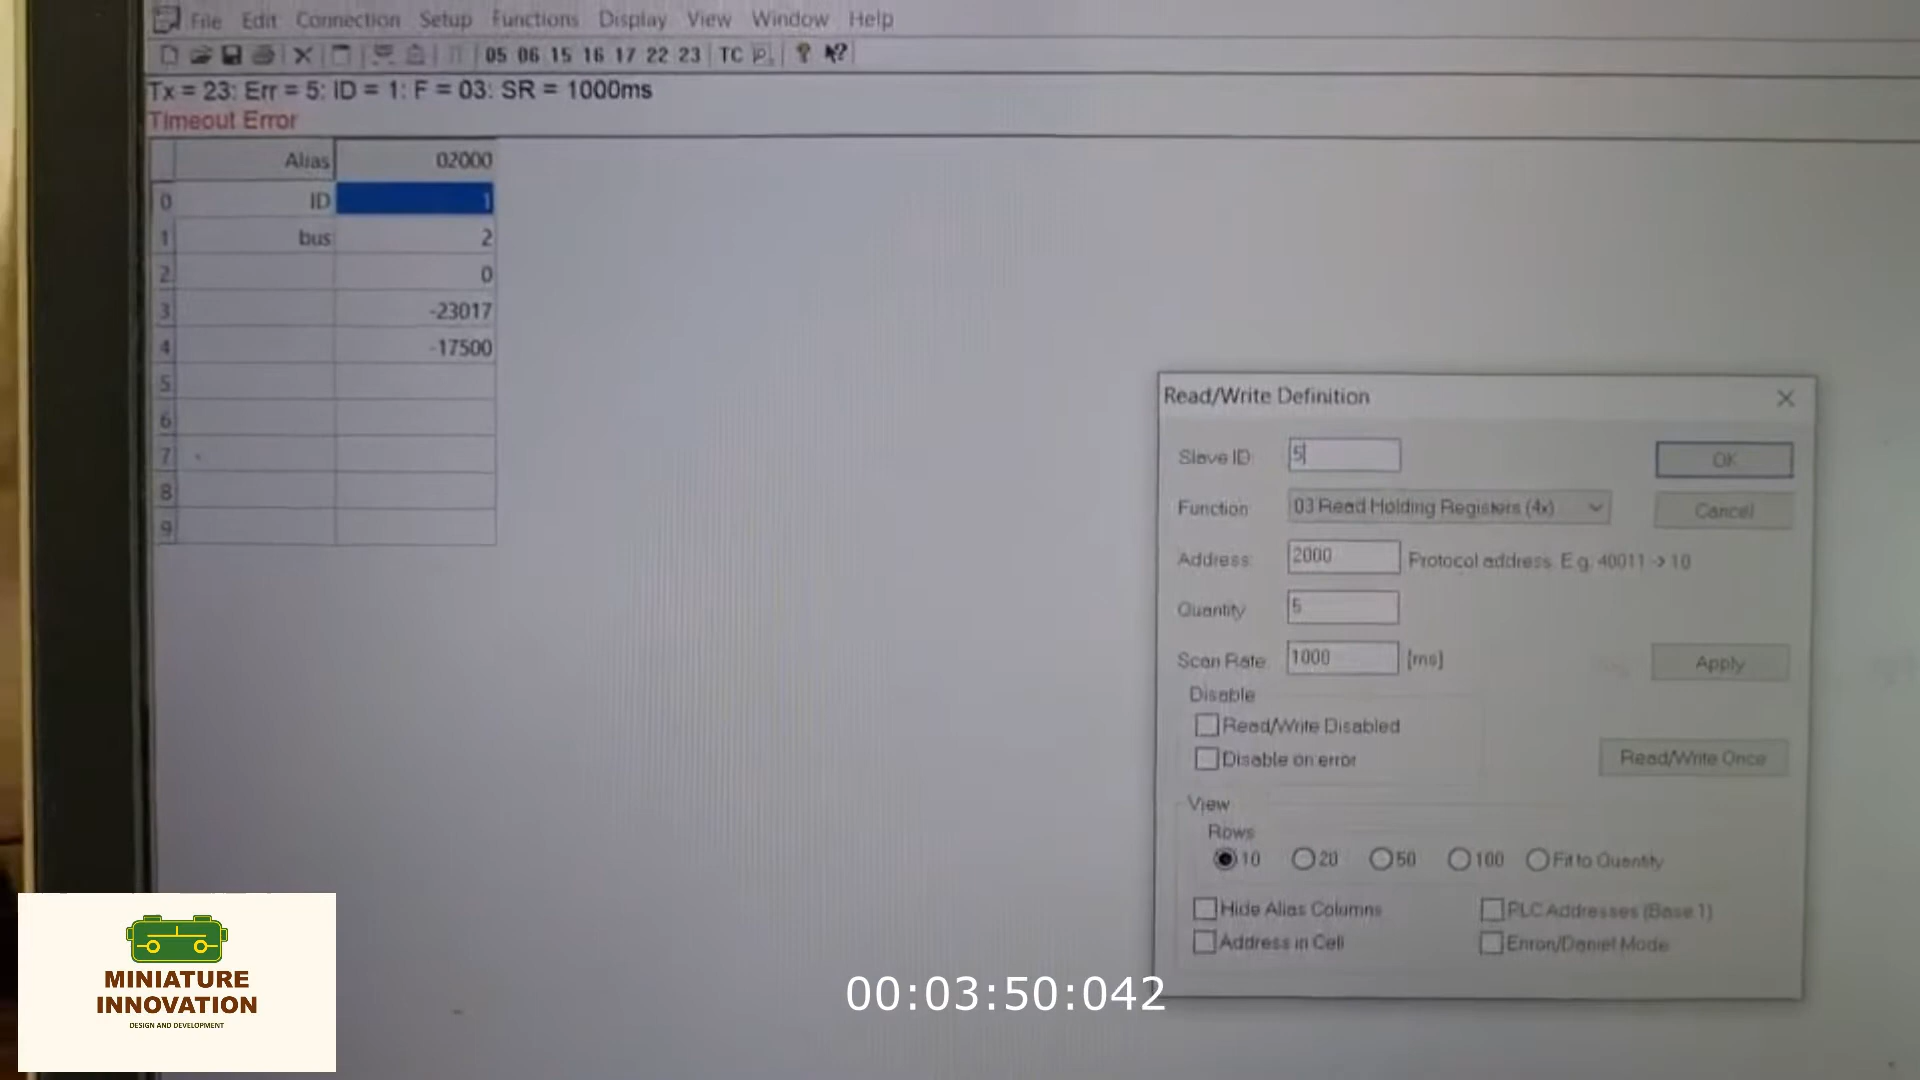 File Edit Connection Setup Functions Display View Window Help
05 06 15 16 17 22 23 TC
Tx = 23: Err = 5: ID = 1: F = 03: SR = 1000ms
Timeout Error
Alias 02000
0 ID 1
1 bus 2
2 0
3 -23017
4 -17500
5
6
7
8
9
Read/Write Definition
Slave ID: 5 OK
Function: 03 Read Holding Registers (4x) Cancel
Address: 2000 Protocol address. E.g. 40011 -> 10
Quantity: 5
Scan Rate: 1000 [ms] Apply
Disable
Read/Write Disabled
Disable on error Read/Write Once
View
Rows
10 20 50 100 Fit to Quantity
Hide Alias Columns PLC Addresses (Base 1)
Address in Cell Enron/Daniel Mode
00:03:50:042
MINIATURE
INNOVATION
DESIGN AND DEVELOPMENT